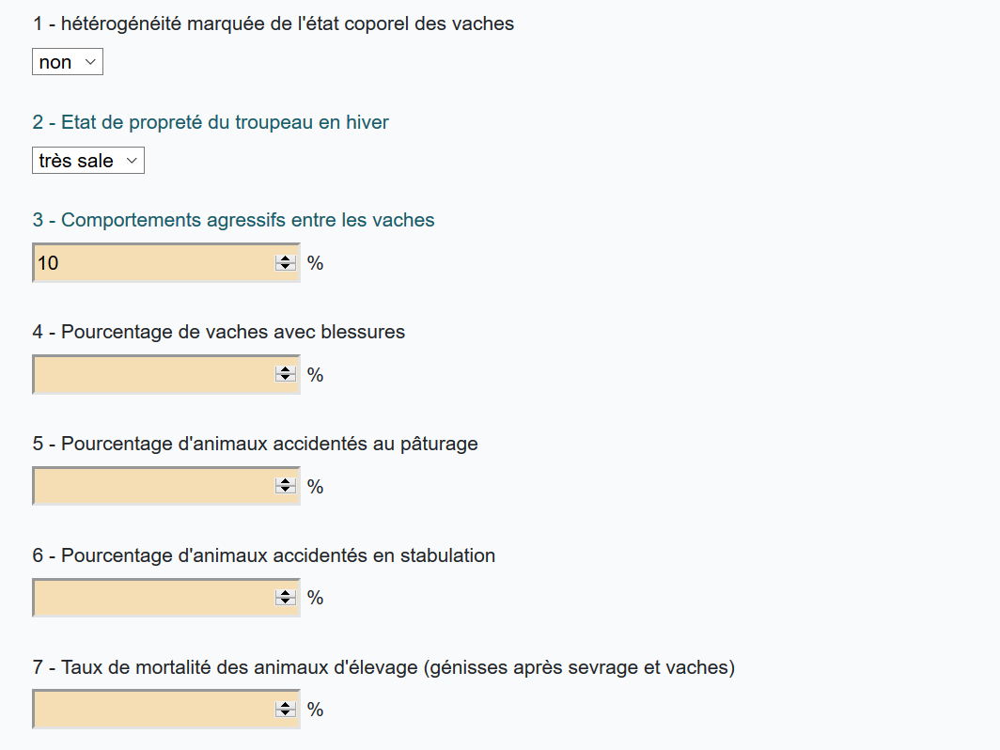 1 - hétérogénéité marquée de l'état coporel des vaches
non
2 - Etat de propreté du troupeau en hiver
très sale
3 - Comportements agressifs entre les vaches
10 %
4 - Pourcentage de vaches avec blessures
%
5 - Pourcentage d'animaux accidentés au pâturage
%
6 - Pourcentage d'animaux accidentés en stabulation
%
7 - Taux de mortalité des animaux d'élevage (génisses après sevrage et vaches)
%